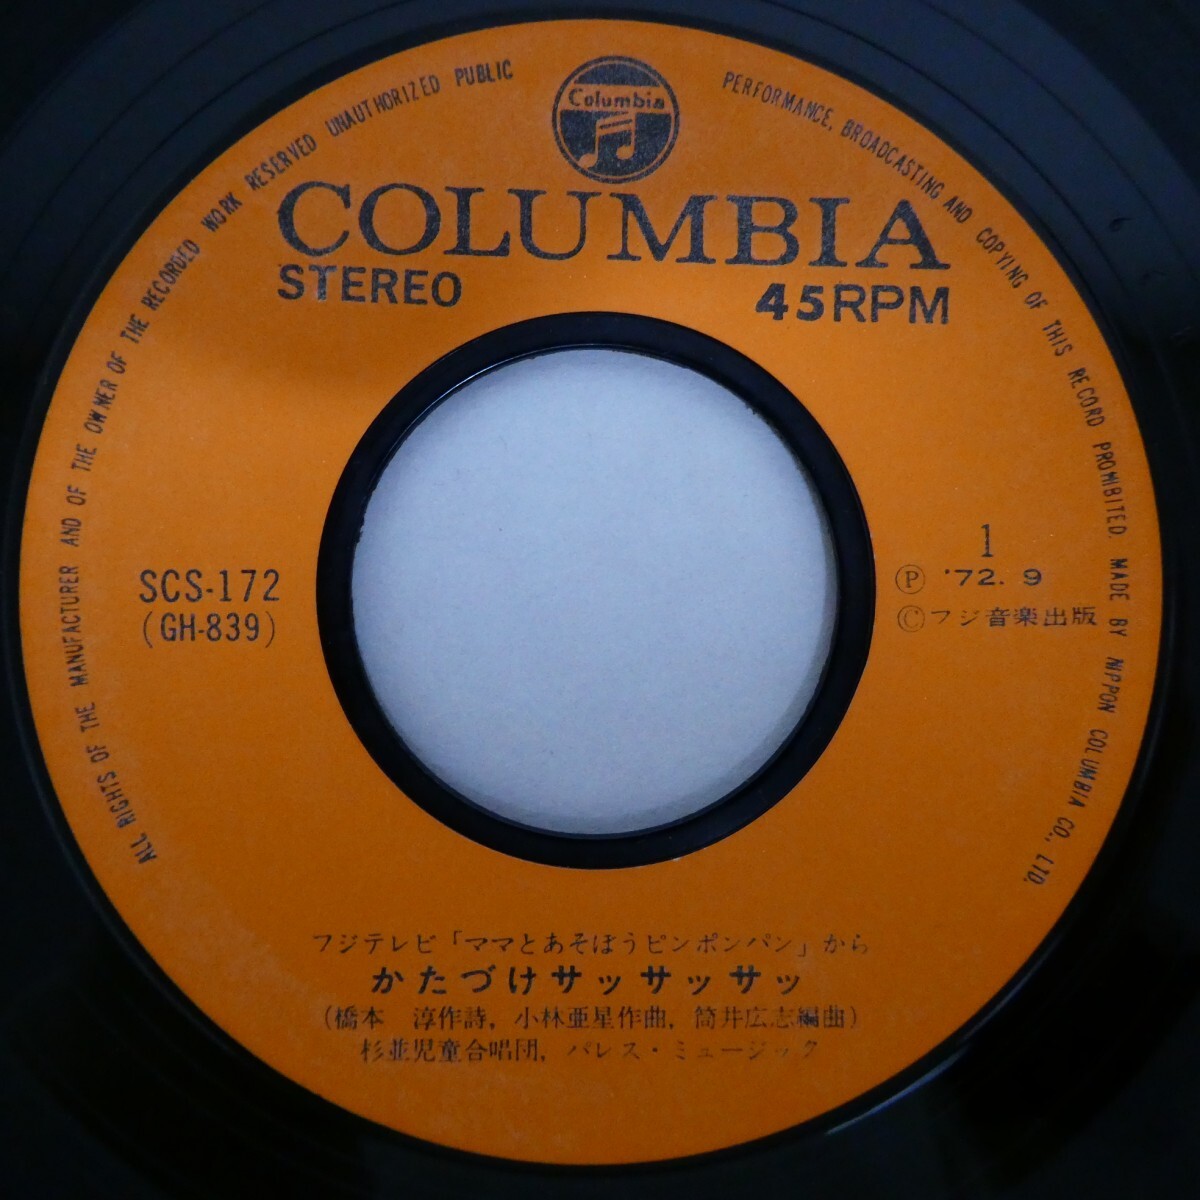 Columbia
COLUMBIA
STEREO
45RPM
ALL RIGHTS OF THE MANUFACTURER AND OF THE OWNER OF THE RECORDED WORK RESERVED UNAUTHORIZED PUBLIC PERFORMANCE, BROADCASTING AND COPYING OF THIS RECORD PROHIBITED. MADE BY NIPPON COLUMBIA CO., LTD.
SCS-172
(GH-839)
1
Ⓟ '72. 9
©フジ音楽出版
フジテレビ「ママとあそぼうピンポンパン」から
かたづけサッサッサッ
(橋本 淳作詩, 小林亜星作曲, 筒井広志編曲)
杉並児童合唱団, パレス・ミュージック